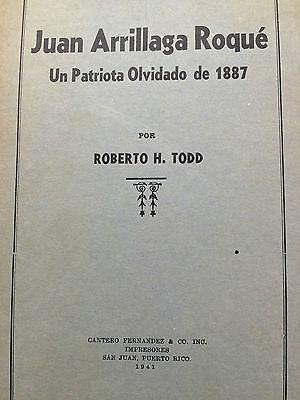 Juan Arrillaga Roqué
Un Patriota Olvidado de 1887
POR
ROBERTO H. TODD
CANTERO FERNANDEZ & CO. INC.
IMPRESORES
SAN JUAN, PUERTO RICO.
1941